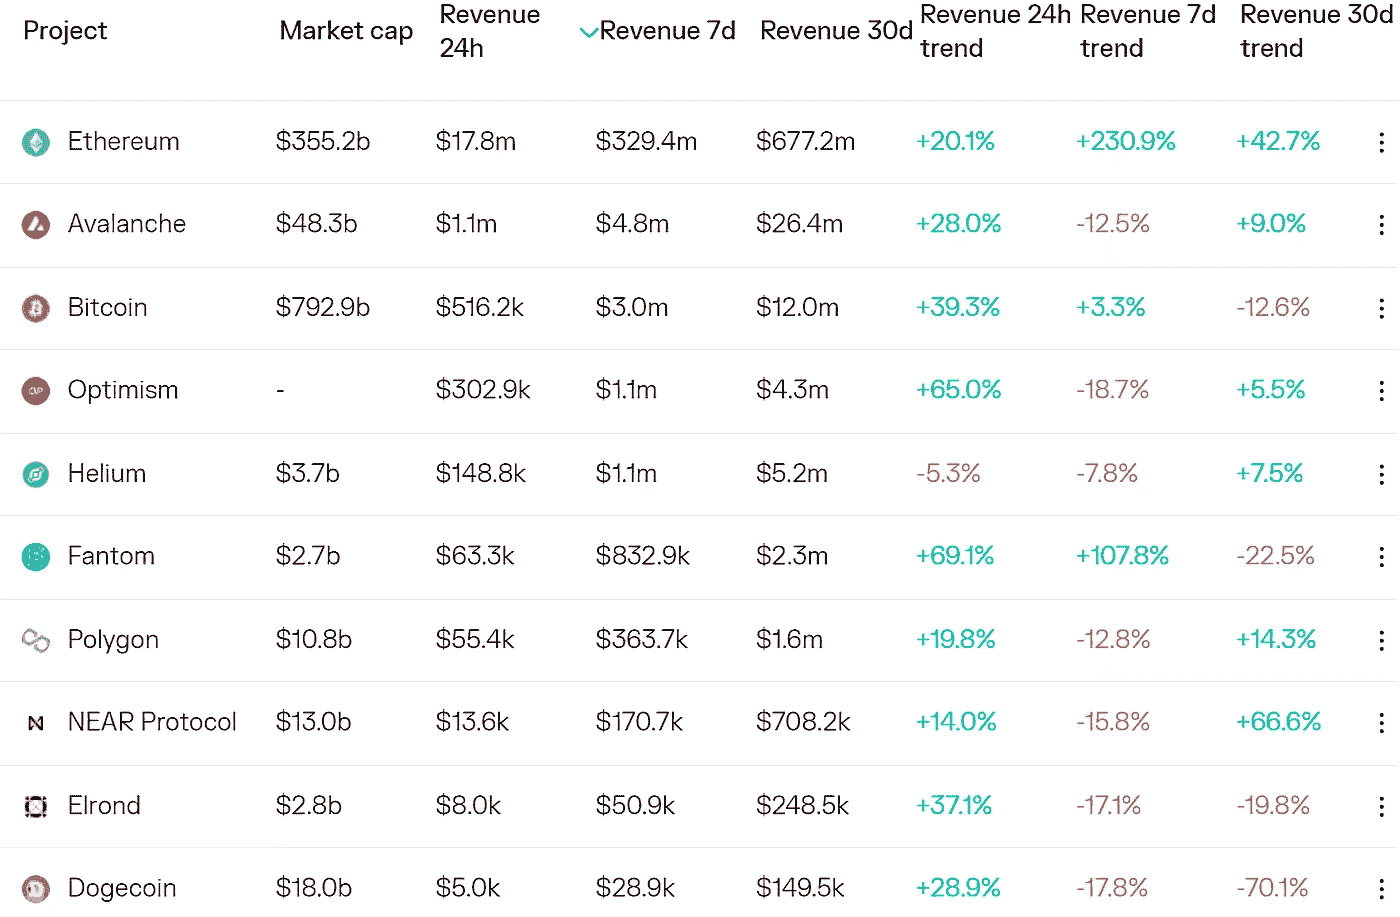 Project Market cap Revenue 24h Revenue 7d Revenue 30d Revenue 24h trend Revenue 7d trend Revenue 30d trend
Ethereum $355.2b $17.8m $329.4m $677.2m +20.1% +230.9% +42.7%
Avalanche $48.3b $1.1m $4.8m $26.4m +28.0% -12.5% +9.0%
Bitcoin $792.9b $516.2k $3.0m $12.0m +39.3% +3.3% -12.6%
Optimism - $302.9k $1.1m $4.3m +65.0% -18.7% +5.5%
Helium $3.7b $148.8k $1.1m $5.2m -5.3% -7.8% +7.5%
Fantom $2.7b $63.3k $832.9k $2.3m +69.1% +107.8% -22.5%
Polygon $10.8b $55.4k $363.7k $1.6m +19.8% -12.8% +14.3%
NEAR Protocol $13.0b $13.6k $170.7k $708.2k +14.0% -15.8% +66.6%
Elrond $2.8b $8.0k $50.9k $248.5k +37.1% -17.1% -19.8%
Dogecoin $18.0b $5.0k $28.9k $149.5k +28.9% -17.8% -70.1%